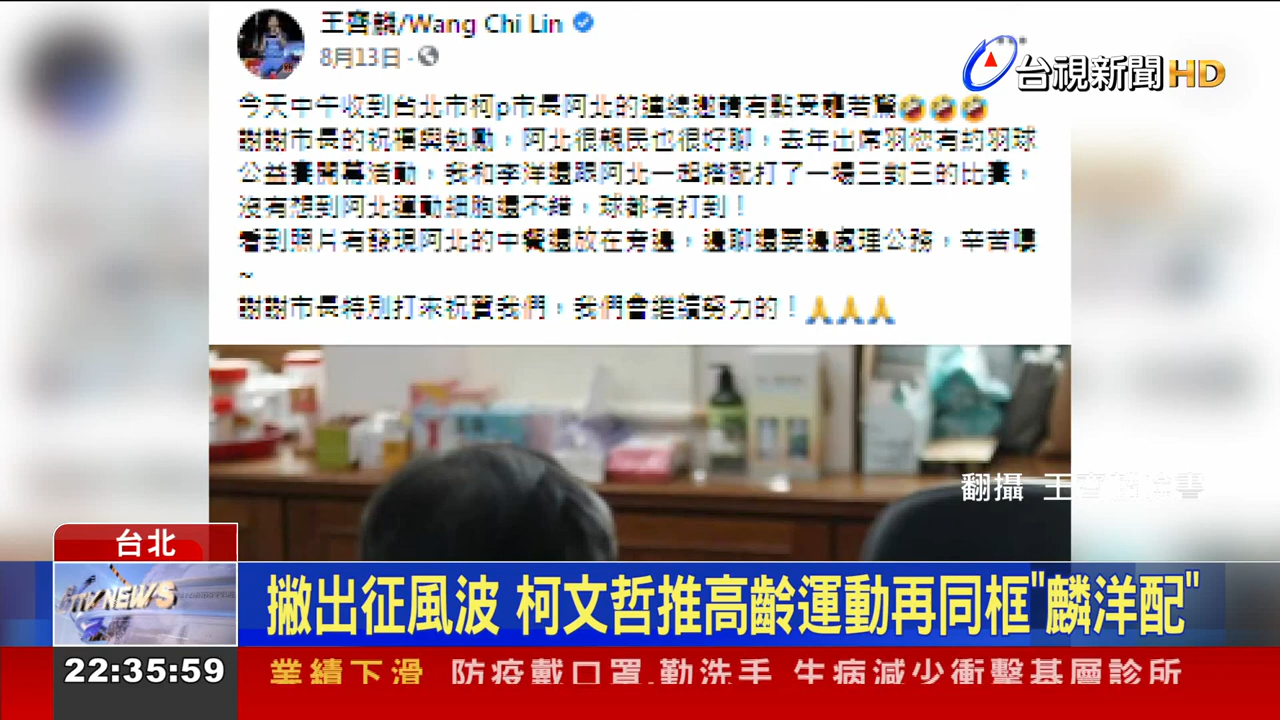 王齊麟/Wang Chi Lin
8月13日
台視新聞HD
今天中午收到台北市柯p市長阿北的連線邀請有點受寵若驚🤣🤣🤣
謝謝市長的祝福與勉勵，阿北很親民也很好聊，去年出席羽您有約羽球
公益賽開幕活動，我和李洋還跟阿北一起搭配打了一場三對三的比賽，
沒有想到阿北運動細胞還不錯，球都有打到！
看到照片有發現阿北的中餐還放在旁邊，邊聊還要邊處理公務，辛苦噗
~
謝謝市長特別打來祝賀我們，我們會繼續努力的！🙏🙏🙏
翻攝 王齊麟臉書
台北
TTV NEWS
撇出征風波 柯文哲推高齡運動再同框"麟洋配"
22:35:59
業績下滑 防疫戴口罩.勤洗手 生病減少衝擊基層診所